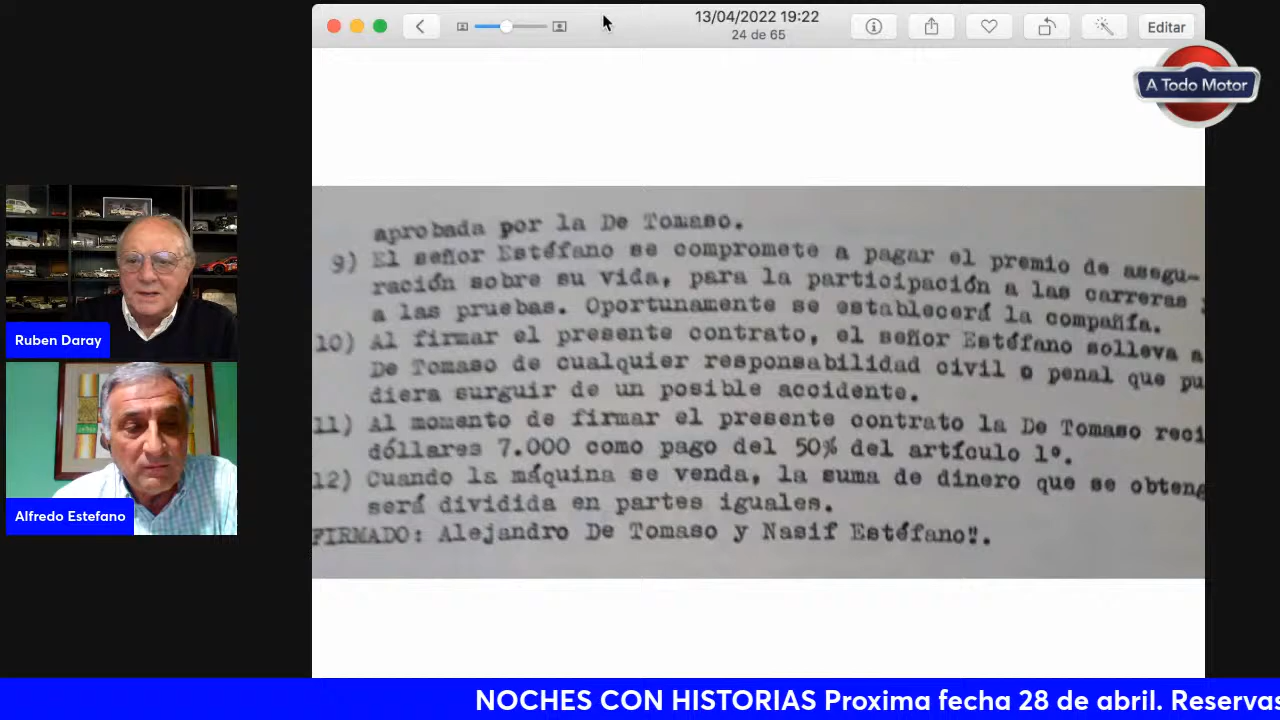 13/04/2022 19:22
24 de 65
Editar
A Todo Motor
aprobada por la De Tomaso.
9) El señor Estéfano se compromete a pagar el premio de asegu-
ración sobre su vida, para la participación a las carreras
a las pruebas. Oportunamente se establecerá la compañía.
10) Al firmar el presente contrato, el señor Estéfano solleva a
De Tomaso de cualquier responsabilidad civil o penal que pu
diera surguir de un posible accidente.
11) Al momento de firmar el presente contrato la De Tomaso reci
dóllares 7.000 como pago del 50% del artículo 1º.
12) Cuando la máquina se venda, la suma de dinero que se obteng
será dividida en partes iguales.
FIRMADO: Alejandro De Tomaso y Nasif Estéfano".
Ruben Daray
Alfredo Estefano
NOCHES CON HISTORIAS Proxima fecha 28 de abril. Reservas